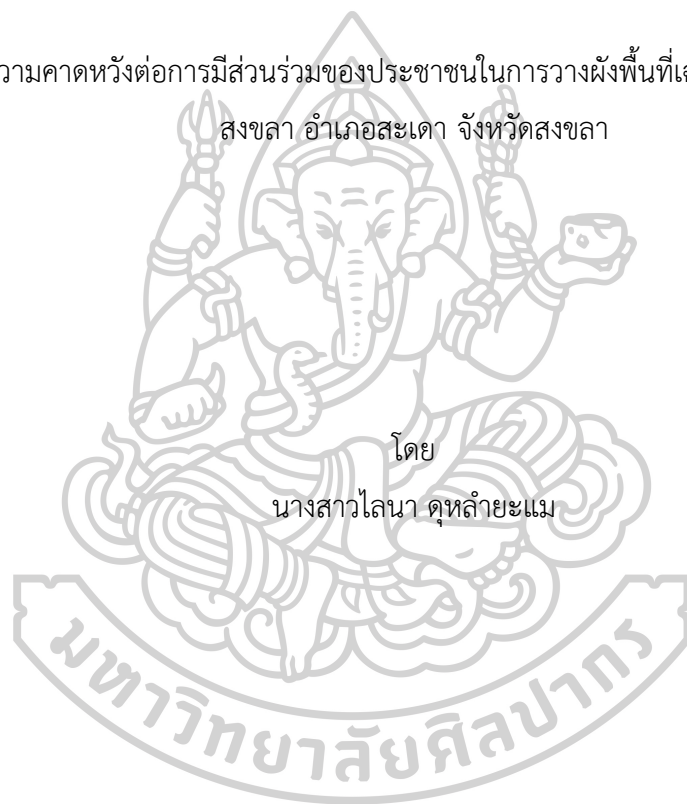 วามคาดหวังต่อการมีส่วนร่วมของประชาชนในการวางผังพื้นที่
สงขลา อำเภอสะเดา จังหวัดสงขลา
โดย
นางสาวไลนา ดุหลำยะแม
มหาวิทยาลัยศิลปากร